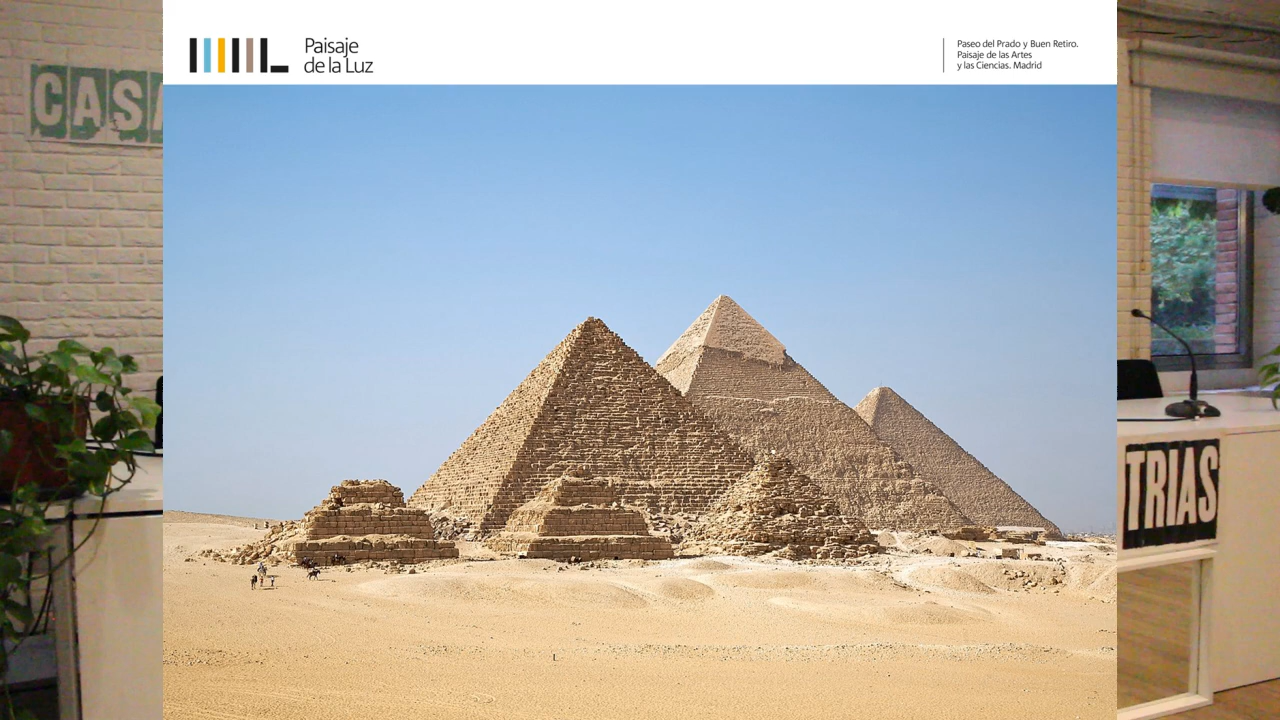 Paisaje
de la Luz
Paseo del Prado y Buen Retiro.
Paisaje de las Artes
y las Ciencias. Madrid
CASA
TRIAS